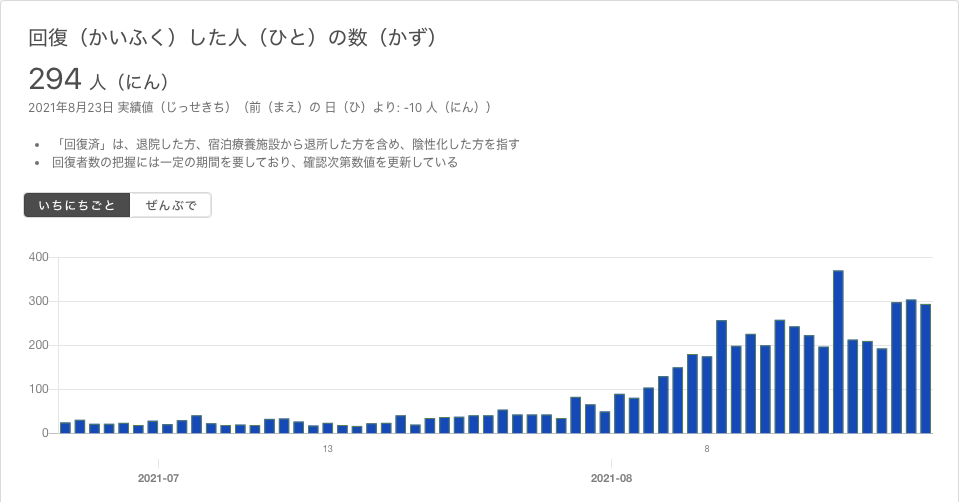 回復（かいふく）した人（ひと）の数（かず）
294 人（にん）
2021年8月23日 実績値（じっせきち）（前（まえ）の 日（ひ）より: -10 人（にん））
• 「回復済」は、退院した方、宿泊療養施設から退所した方を含め、陰性化した方を指す
• 回復者数の把握には一定の期間を要しており、確認次第数値を更新している
いちにちごと ぜんぶで
400
300
200
100
0
13 8
2021-07 2021-08